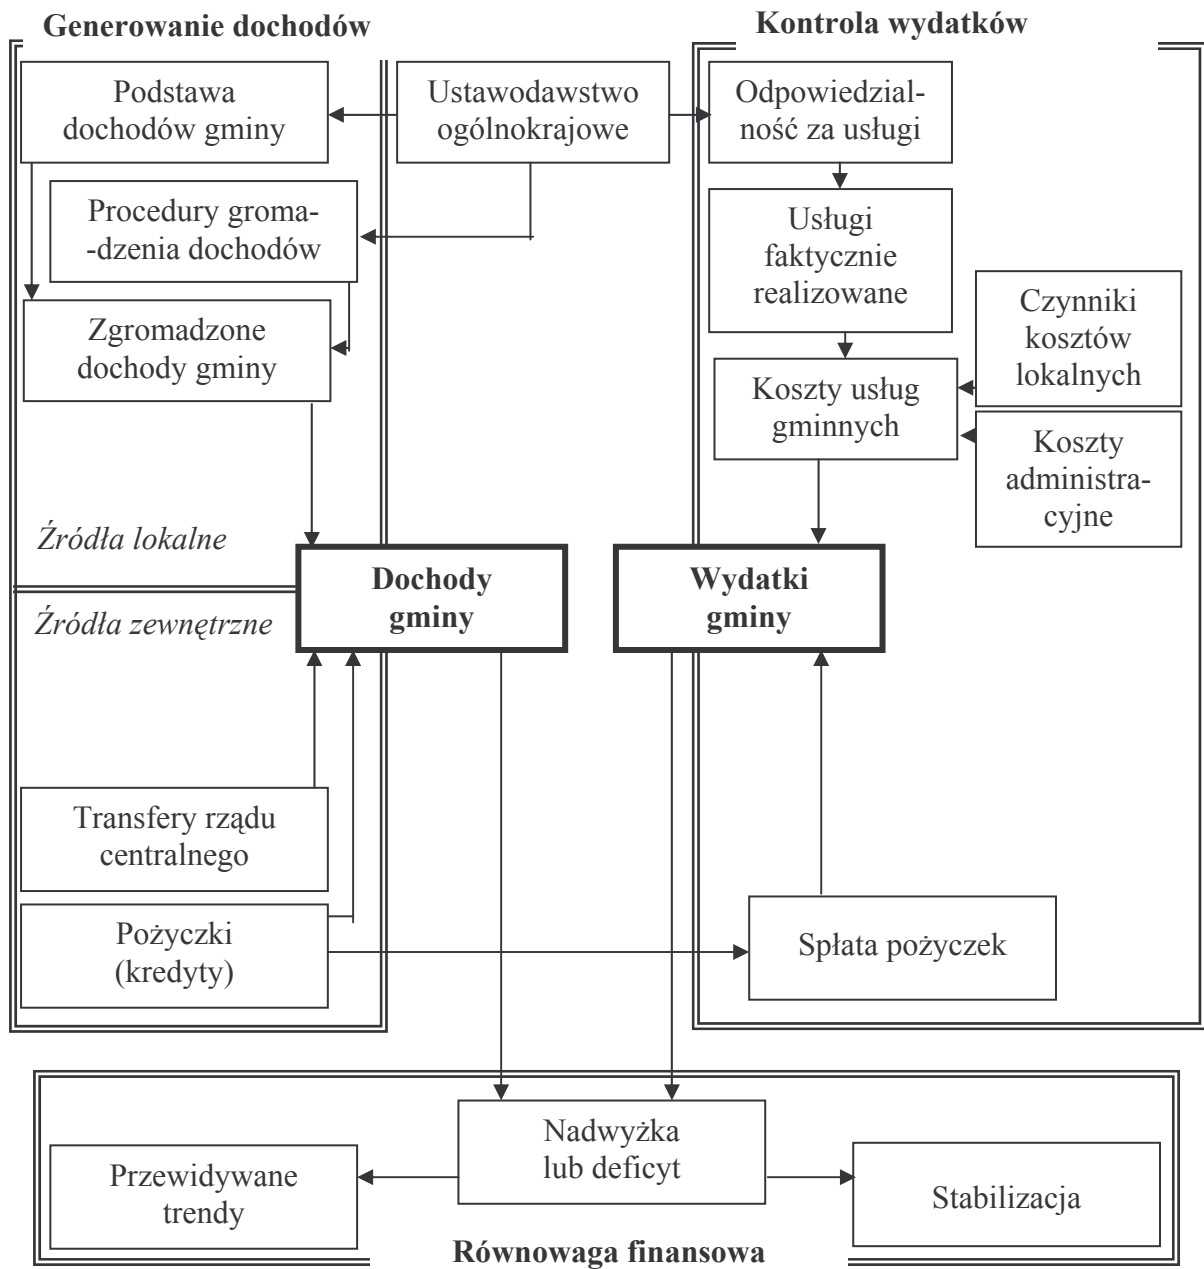 Generowanie dochodów
Kontrola wydatków
Podstawa
dochodów gminy
Ustawodawstwo
ogólnokrajowe
Odpowiedzial-
ność za usługi
Procedury groma-
-dzenia dochodów
Usługi
faktycznie
realizowane
Zgromadzone
dochody gminy
Czynniki
kosztów
lokalnych
Koszty usług
gminnych
Koszty
administra-
cyjne
Źródła lokalne
Dochody
gminy
Wydatki
gminy
Źródła zewnętrzne
Transfery rządu
centralnego
Pożyczki
(kredyty)
Spłata pożyczek
Nadwyżka
lub deficyt
Przewidywane
trendy
Stabilizacja
Równowaga finansowa